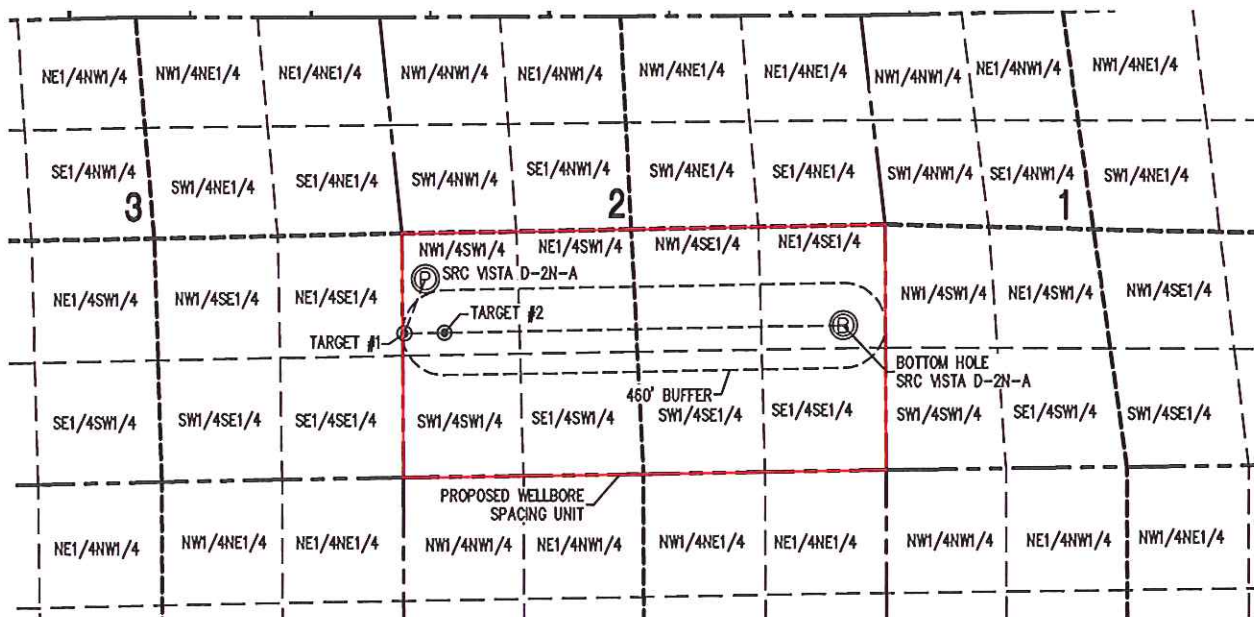 NE1/4NW1/4 NW1/4NE1/4 NE1/4NE1/4 NW1/4NW1/4 NE1/4NW1/4 NW1/4NE1/4 NE1/4NE1/4 NW1/4NW1/4 NE1/4NW1/4 NW1/4NE1/4
SE1/4NW1/4 SW1/4NE1/4 SE1/4NE1/4 SW1/4NW1/4 SE1/4NW1/4 SW1/4NE1/4 SE1/4NE1/4 SW1/4NW1/4 SE1/4NW1/4 SW1/4NE1/4
3 2 1
NW1/4SW1/4 NE1/4SW1/4 NW1/4SE1/4 NE1/4SE1/4
P SRC VISTA D-2N-A
NE1/4SW1/4 NW1/4SE1/4 NE1/4SE1/4 NW1/4SW1/4 NE1/4SW1/4 NW1/4SE1/4
TARGET #2
B
TARGET #1
BOTTOM HOLE
SRC VISTA D-2N-A
460' BUFFER
SE1/4SW1/4 SW1/4SE1/4 SE1/4SE1/4 SW1/4SW1/4 SE1/4SW1/4 SW1/4SE1/4 SE1/4SE1/4 SW1/4SW1/4 SE1/4SW1/4 SW1/4SE1/4
PROPOSED WELLBORE
SPACING UNIT
NE1/4NW1/4 NW1/4NE1/4 NE1/4NE1/4 NW1/4NW1/4 NE1/4NW1/4 NW1/4NE1/4 NE1/4NE1/4 NW1/4NW1/4 NE1/4NW1/4 NW1/4NE1/4